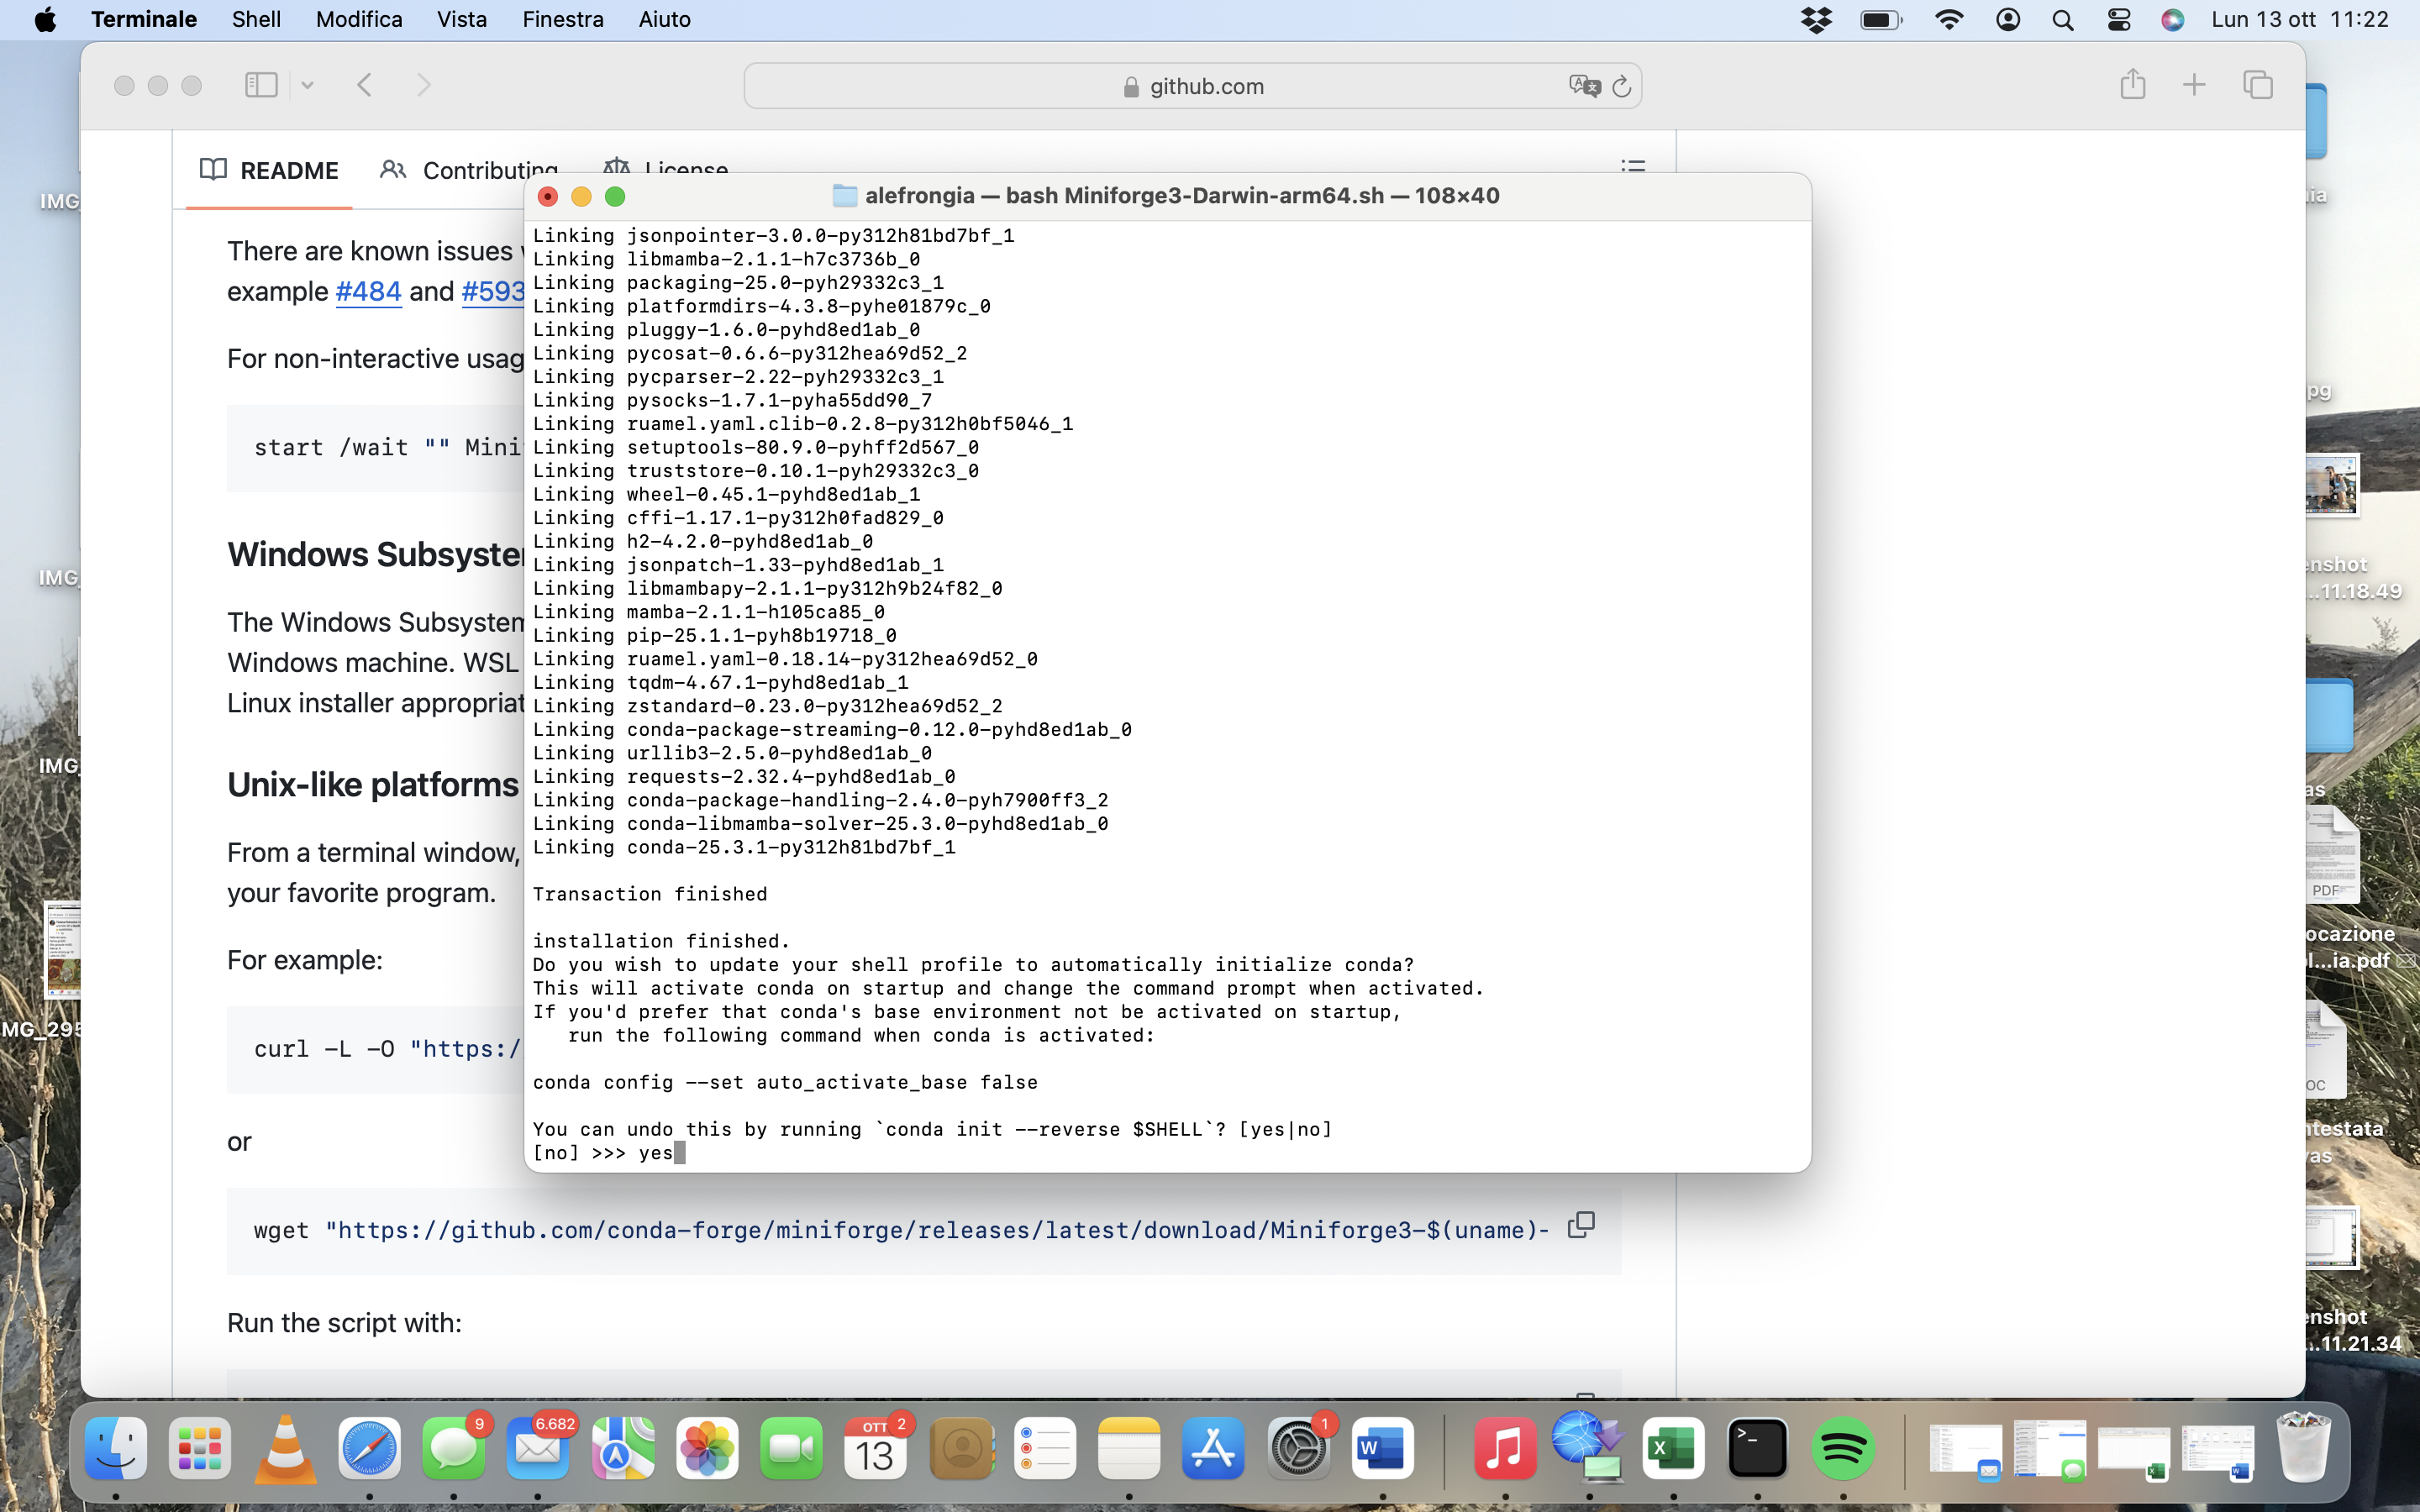 Terminale Shell Modifica Vista Finestra Aiuto Lun 13 ott 11:22
github.com
README Contributing License
There are known issues
example #484 and #593
For non-interactive usag
start /wait "" Mini
Windows Subsystem
The Windows Subsystem
Windows machine. WSL
Linux installer appropriat
Unix-like platforms
From a terminal window,
your favorite program.
For example:
curl -L -O "https:/
or
wget "https://github.com/conda-forge/miniforge/releases/latest/download/Miniforge3-$(uname)-
Run the script with:
alefrongia — bash Miniforge3-Darwin-arm64.sh — 108×40
Linking jsonpointer-3.0.0-py312h81bd7bf_1
Linking libmamba-2.1.1-h7c3736b_0
Linking packaging-25.0-pyh29332c3_1
Linking platformdirs-4.3.8-pyhe01879c_0
Linking pluggy-1.6.0-pyhd8ed1ab_0
Linking pycosat-0.6.6-py312hea69d52_2
Linking pycparser-2.22-pyh29332c3_1
Linking pysocks-1.7.1-pyha55dd90_7
Linking ruamel.yaml.clib-0.2.8-py312h0bf5046_1
Linking setuptools-80.9.0-pyhff2d567_0
Linking truststore-0.10.1-pyh29332c3_0
Linking wheel-0.45.1-pyhd8ed1ab_1
Linking cffi-1.17.1-py312h0fad829_0
Linking h2-4.2.0-pyhd8ed1ab_0
Linking jsonpatch-1.33-pyhd8ed1ab_1
Linking libmambapy-2.1.1-py312h9b24f82_0
Linking mamba-2.1.1-h105ca85_0
Linking pip-25.1.1-pyh8b19718_0
Linking ruamel.yaml-0.18.14-py312hea69d52_0
Linking tqdm-4.67.1-pyhd8ed1ab_1
Linking zstandard-0.23.0-py312hea69d52_2
Linking conda-package-streaming-0.12.0-pyhd8ed1ab_0
Linking urllib3-2.5.0-pyhd8ed1ab_0
Linking requests-2.32.4-pyhd8ed1ab_0
Linking conda-package-handling-2.4.0-pyh7900ff3_2
Linking conda-libmamba-solver-25.3.0-pyhd8ed1ab_0
Linking conda-25.3.1-py312h81bd7bf_1
Transaction finished
installation finished.
Do you wish to update your shell profile to automatically initialize conda?
This will activate conda on startup and change the command prompt when activated.
If you'd prefer that conda's base environment not be activated on startup,
run the following command when conda is activated:
conda config --set auto_activate_base false
You can undo this by running `conda init --reverse $SHELL`? [yes|no]
[no] >>> yes
IMG_
IMG_
IMG_
MG_295
ia
pg
enshot
...11.18.49
as
PDF
ocazione
l...ia.pdf
OC
ntestata
vas
enshot
...11.21.34
9
6.682
OTT 2
13
1